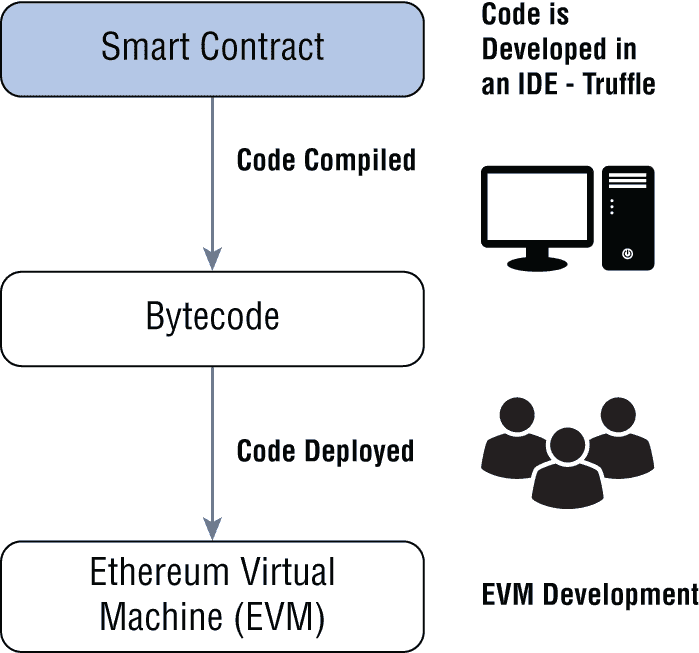 Smart Contract
Code is
Developed in
an IDE - Truffle
Code Compiled
Bytecode
Code Deployed
Ethereum Virtual
Machine (EVM)
EVM Development